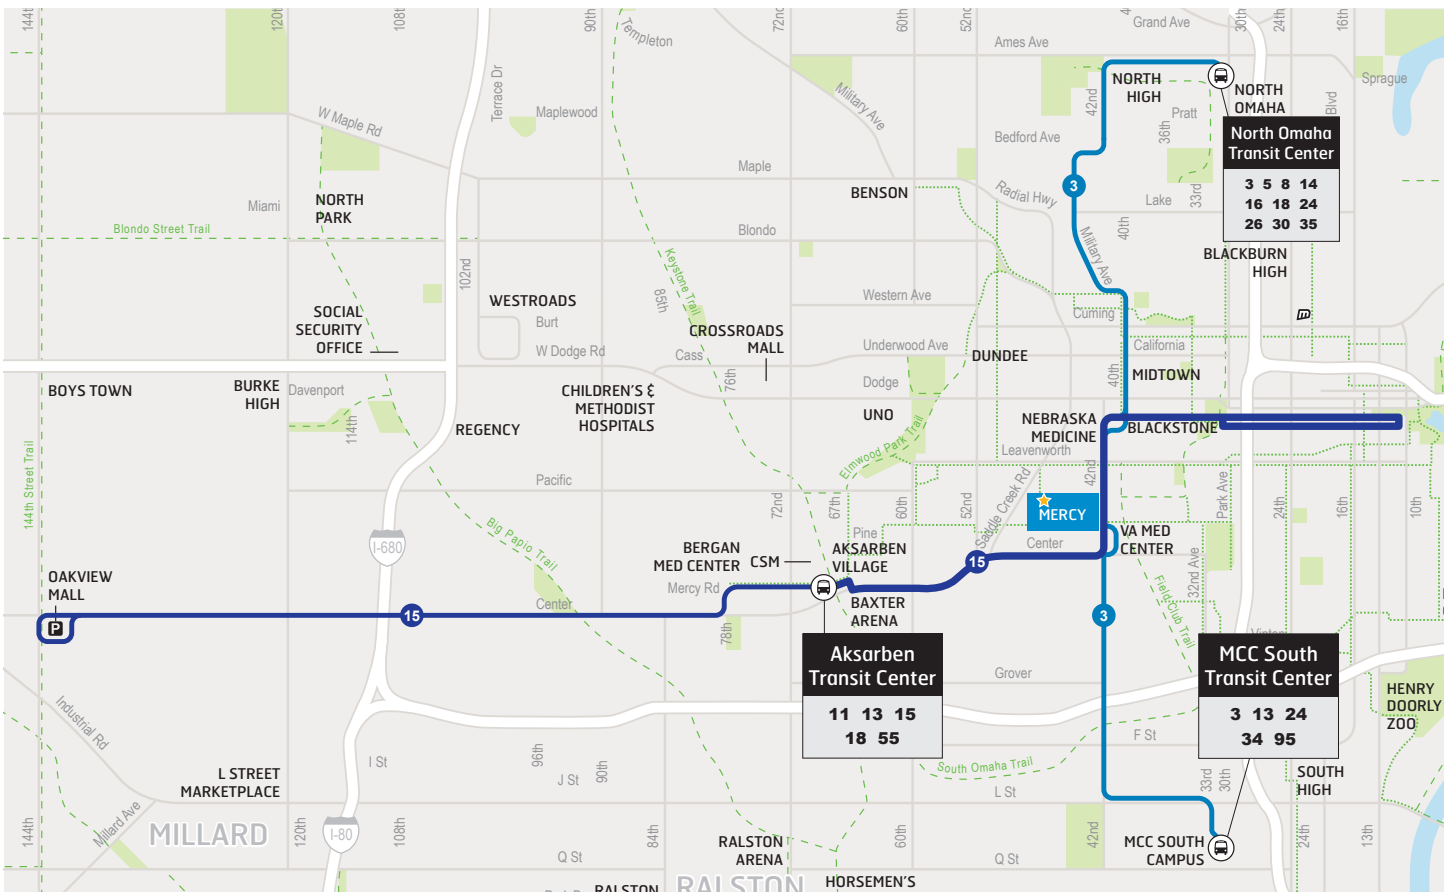 144th
120th
108th
90th
72nd
60th
52nd
Grand Ave
30th
24th
16th
Templeton
Ames Ave
Sprague
Terrace Dr
Maplewood
Military Ave
NORTH
HIGH
42nd
NORTH
OMAHA
Pratt
36th
Blvd
W Maple Rd
Bedford Ave
North Omaha
Transit Center
3 5 8 14
16 18 24
26 30 35
Maple
3
BENSON
Radial Hwy
Lake
33rd
Miami
NORTH
PARK
Blondo Street Trail
Blondo
40th
Military Ave
BLACKBURN
HIGH
102nd
Keystone Trail
85th
WESTROADS
Western Ave
SOCIAL
SECURITY
OFFICE
Burt
W Dodge Rd
CROSSROADS
MALL
Cass
Cuming
Underwood Ave
DUNDEE
California
76th
Dodge
40th
MIDTOWN
BOYS TOWN
BURKE
HIGH
Davenport
114th
CHILDREN'S &
METHODIST
HOSPITALS
UNO
REGENCY
NEBRASKA
MEDICINE
BLACKSTONE
Elmwood Park Trail
Leavenworth
144th Street Trail
Pacific
42nd
Saddle Creek Rd
72nd
67th
60th
52nd
Park Ave
24th
16th
10th
MERCY
Big Papio Trail
I-680
Pine
BERGAN
MED CENTER
CSM
AKSARBEN
VILLAGE
Center
VA MED
CENTER
15
OAKVIEW
MALL
Mercy Rd
32nd Ave
Field Club Trail
P
15
Center
78th
BAXTER
ARENA
3
Aksarben
Transit Center
11 13 15
18 55
MCC South
Transit Center
3 13 24
34 95
Grover
HENRY
DOORLY
ZOO
Industrial Rd
F St
96th
90th
I St
J St
South Omaha Trail
L STREET
MARKETPLACE
L St
33rd
30th
SOUTH
HIGH
144th
Millard Ave
MILLARD
120th
I-80
108th
84th
RALSTON
ARENA
60th
42nd
MCC SOUTH
CAMPUS
24th
13th
Q St
Q St
RALSTON
RALSTON
HORSEMEN'S